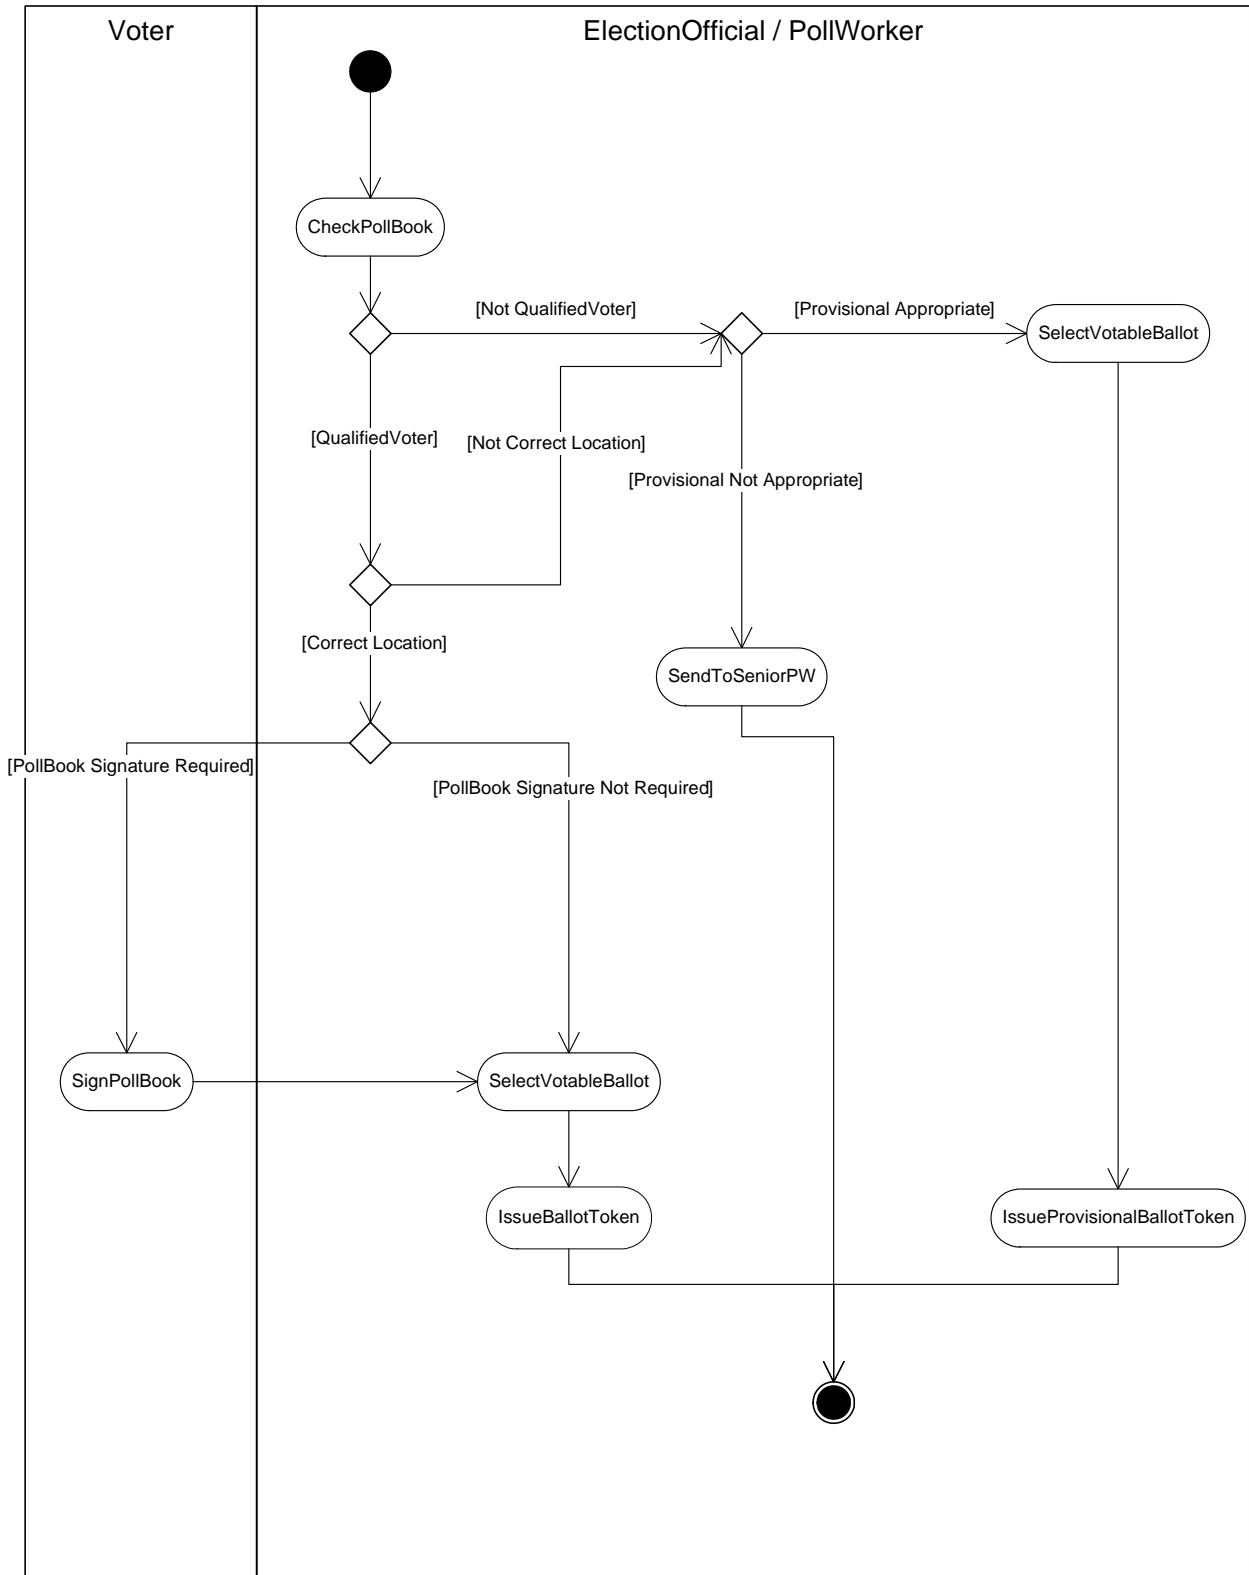 Voter
ElectionOfficial / PollWorker
CheckPollBook
[Not QualifiedVoter]
[Provisional Appropriate]
SelectVotableBallot
[QualifiedVoter]
[Not Correct Location]
[Provisional Not Appropriate]
[Correct Location]
SendToSeniorPW
[PollBook Signature Required]
[PollBook Signature Not Required]
SignPollBook
SelectVotableBallot
IssueBallotToken
IssueProvisionalBallotToken